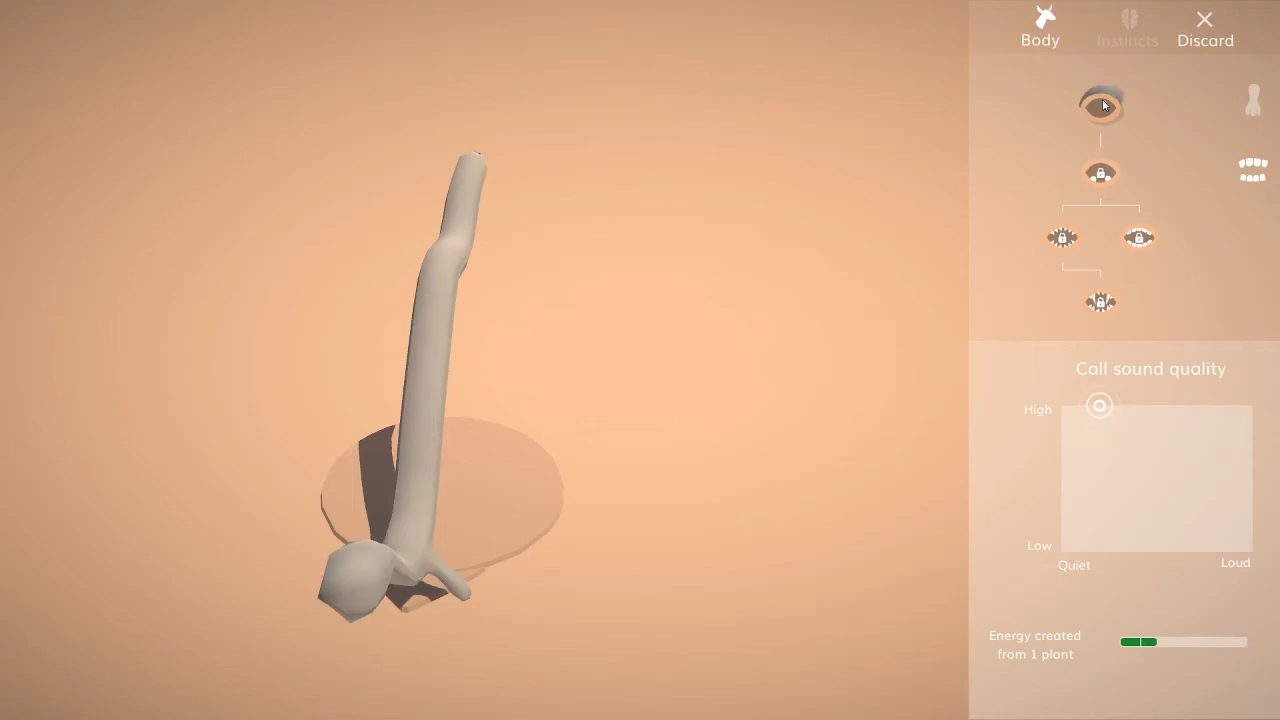 Body
Instincts
Discard
Call sound quality
High
Low
Quiet
Loud
Energy created
from 1 plant